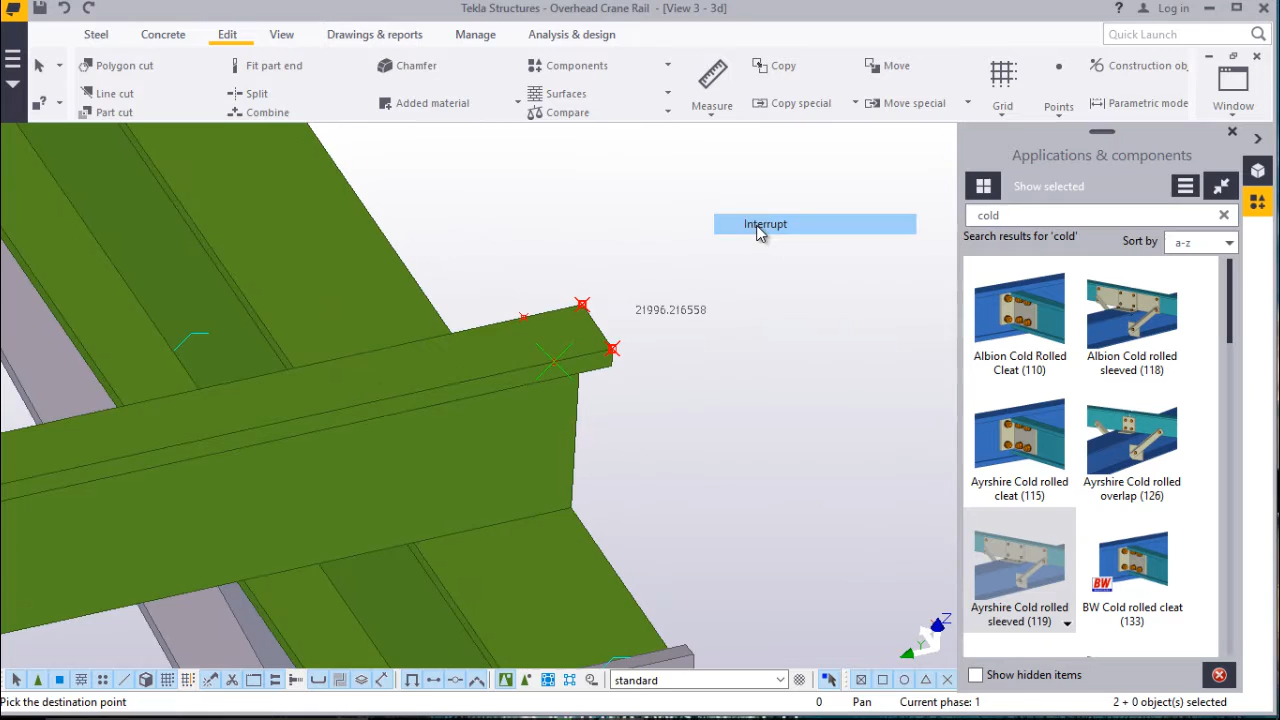 Tekla Structures - Overhead Crane Rail - [View 3 - 3d]
?
Log in
Steel
Concrete
Edit
View
Drawings & reports
Manage
Analysis & design
Quick Launch
Polygon cut
Line cut
Part cut
Fit part end
Split
Combine
Chamfer
Added material
Components
Surfaces
Compare
Measure
Copy
Copy special
Move
Move special
Grid
Points
Construction obj
Parametric mode
Window
Applications & components
Show selected
cold
Search results for 'cold'
Sort by
a-z
Interrupt
21996.216558
Albion Cold Rolled
Cleat (110)
Albion Cold rolled
sleeved (118)
Ayrshire Cold rolled
cleat (115)
Ayrshire Cold rolled
overlap (126)
Ayrshire Cold rolled
sleeved (119)
BW
BW Cold rolled cleat
(133)
Z
Y
Show hidden items
standard
Pick the destination point
0
Pan
Current phase: 1
2 + 0 object(s) selected